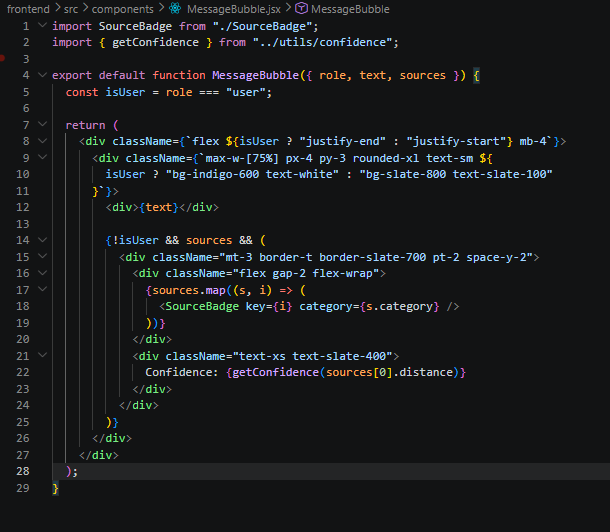 frontend > src > components > MessageBubble.jsx > MessageBubble
1 import SourceBadge from "./SourceBadge";
2 import { getConfidence } from "../utils/confidence";
3
4 export default function MessageBubble({ role, text, sources }) {
5   const isUser = role === "user";
6
7   return (
8     <div className={`flex ${isUser ? "justify-end" : "justify-start"} mb-4`}>
9       <div className={`max-w-[75%] px-4 py-3 rounded-xl text-sm ${
10         isUser ? "bg-indigo-600 text-white" : "bg-slate-800 text-slate-100"
11       }`}>
12         <div>{text}</div>
13
14         {!isUser && sources && (
15           <div className="mt-3 border-t border-slate-700 pt-2 space-y-2">
16             <div className="flex gap-2 flex-wrap">
17               {sources.map((s, i) => (
18                 <SourceBadge key={i} category={s.category} />
19               ))}
20             </div>
21             <div className="text-xs text-slate-400">
22               Confidence: {getConfidence(sources[0].distance)}
23             </div>
24           </div>
25         )}
26       </div>
27     </div>
28   );
29 }